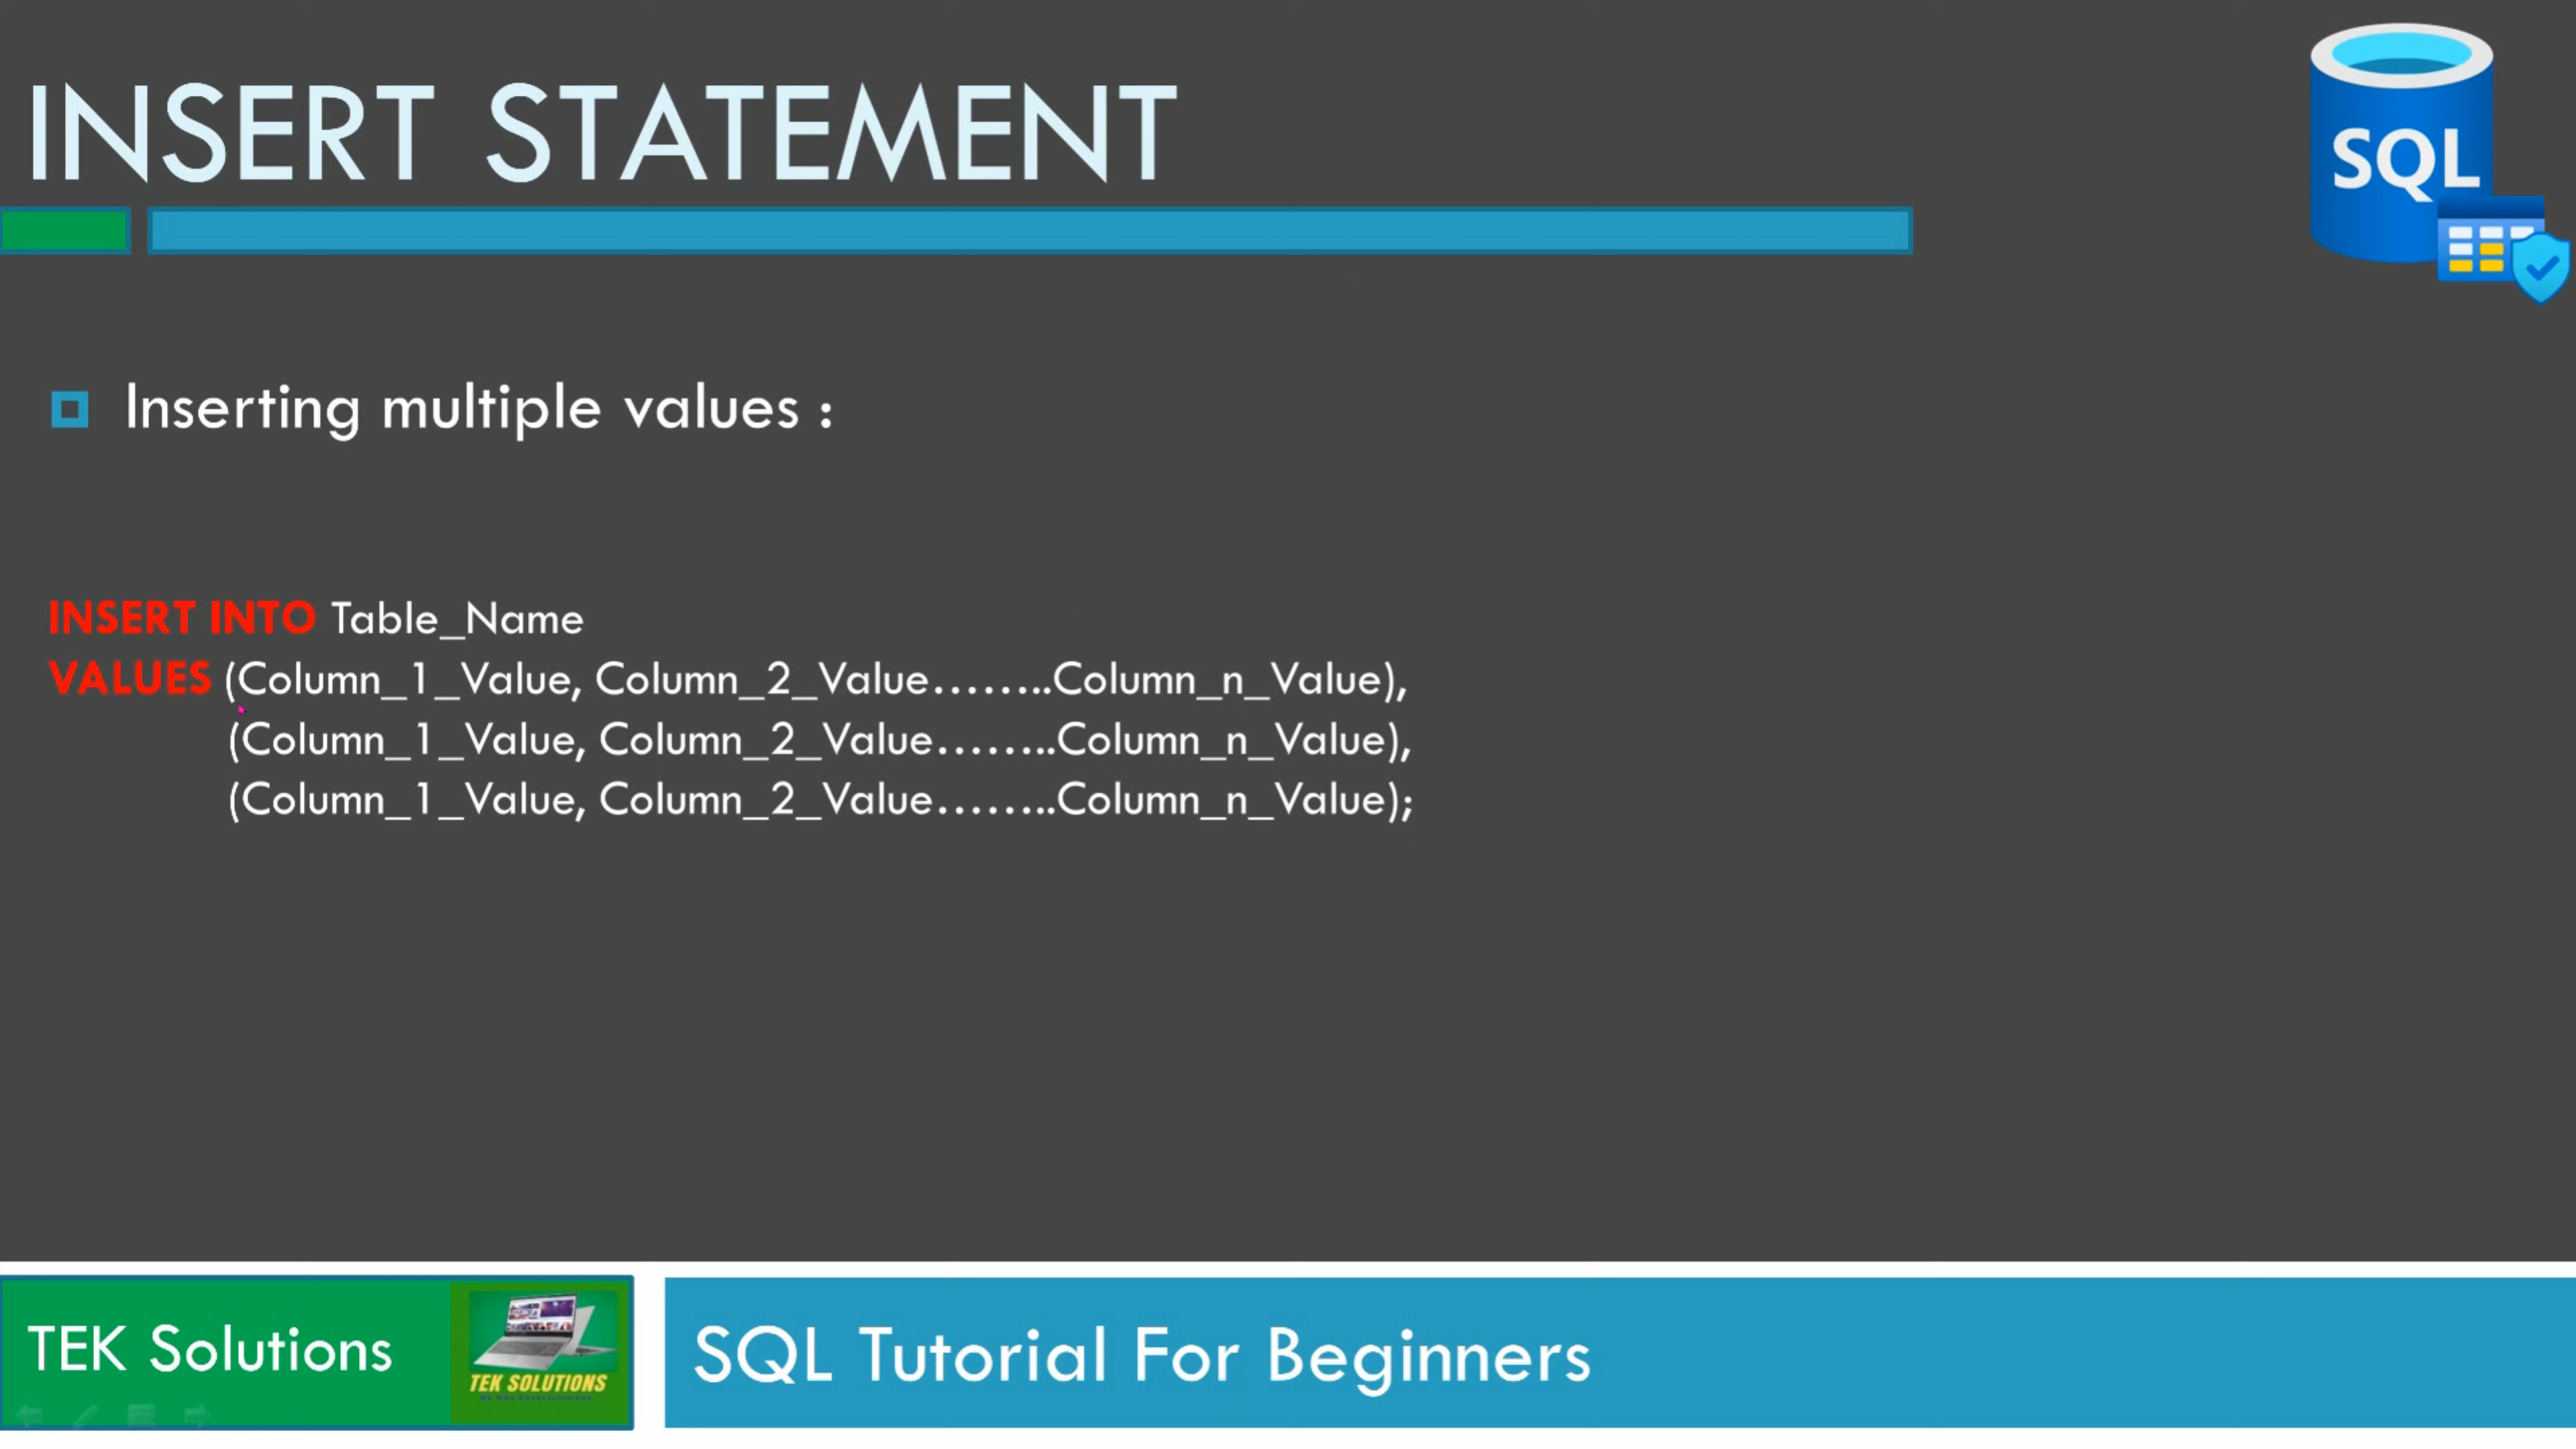 INSERT STATEMENT
SQL
Inserting multiple values :
INSERT INTO Table_Name
VALUES (Column_1_Value, Column_2_Value........Column_n_Value),
(Column_1_Value, Column_2_Value........Column_n_Value),
(Column_1_Value, Column_2_Value........Column_n_Value);
TEK Solutions
TEK SOLUTIONS
SQL Tutorial For Beginners